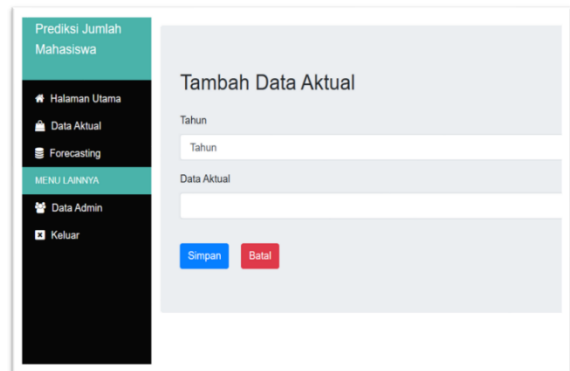 Prediksi Jumlah
Mahasiswa
Halaman Utama
Data Aktual
Forecasting
MENU LAINNYA
Data Admin
Keluar
Tambah Data Aktual
Tahun
Tahun
Data Aktual
Simpan Batal